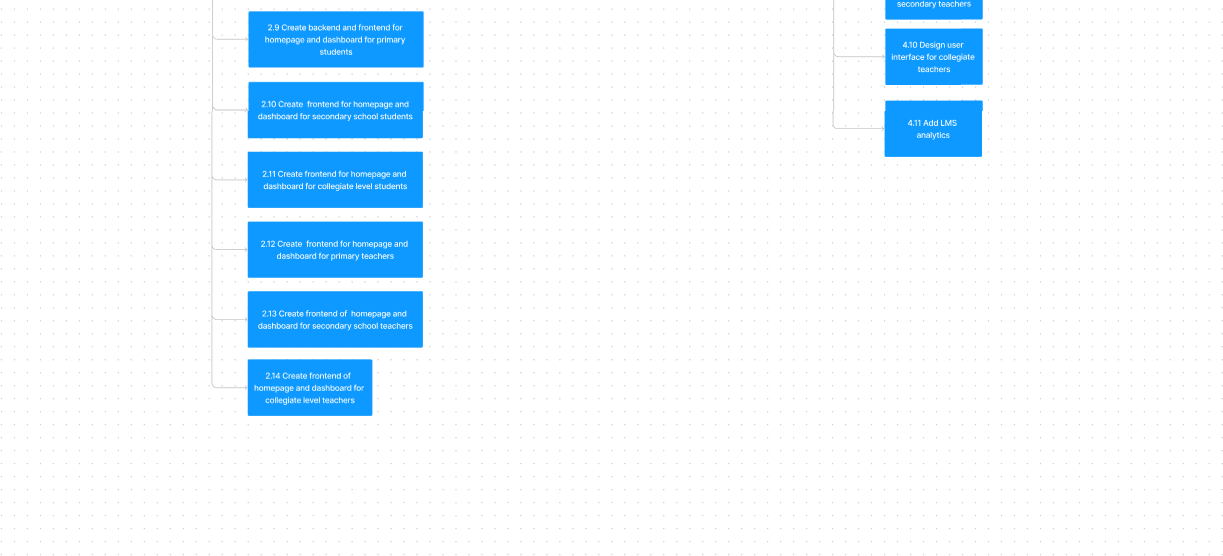 2.9 Create backend and frontend for
homepage and dashboard for primary
students
2.10 Create  frontend for homepage and
dashboard for secondary school students
2.11 Create frontend for homepage and
dashboard for collegiate level students
2.12 Create  frontend for homepage and
dashboard for primary teachers
2.13 Create frontend of  homepage and
dashboard for secondary school teachers
2.14 Create frontend of
homepage and dashboard for
collegiate level teachers
secondary teachers
4.10 Design user
interface for collegiate
teachers
4.11 Add LMS
analytics